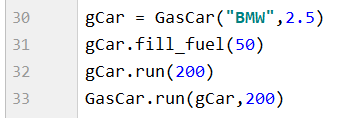 30 gCar = GasCar("BMW",2.5)
31 gCar.fill_fuel(50)
32 gCar.run(200)
33 GasCar.run(gCar,200)